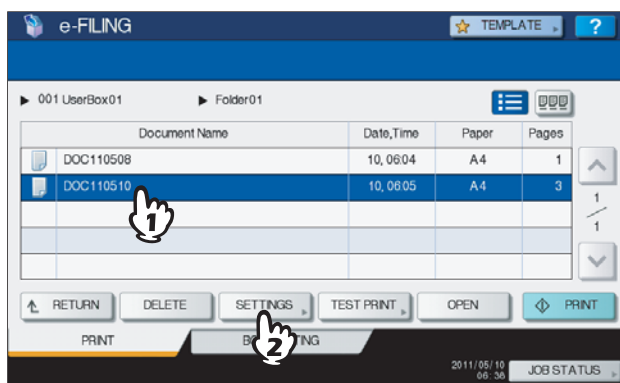 e-FILING TEMPLATE ?
001 UserBox01 Folder01
Document Name Date,Time Paper Pages
DOC110508 10, 06:04 A4 1
DOC110510 10, 06:05 A4 3
1
1
1
RETURN DELETE SETTINGS TEST PRINT OPEN PRINT
2
PRINT
2011/05/10
06:36 JOB STATUS